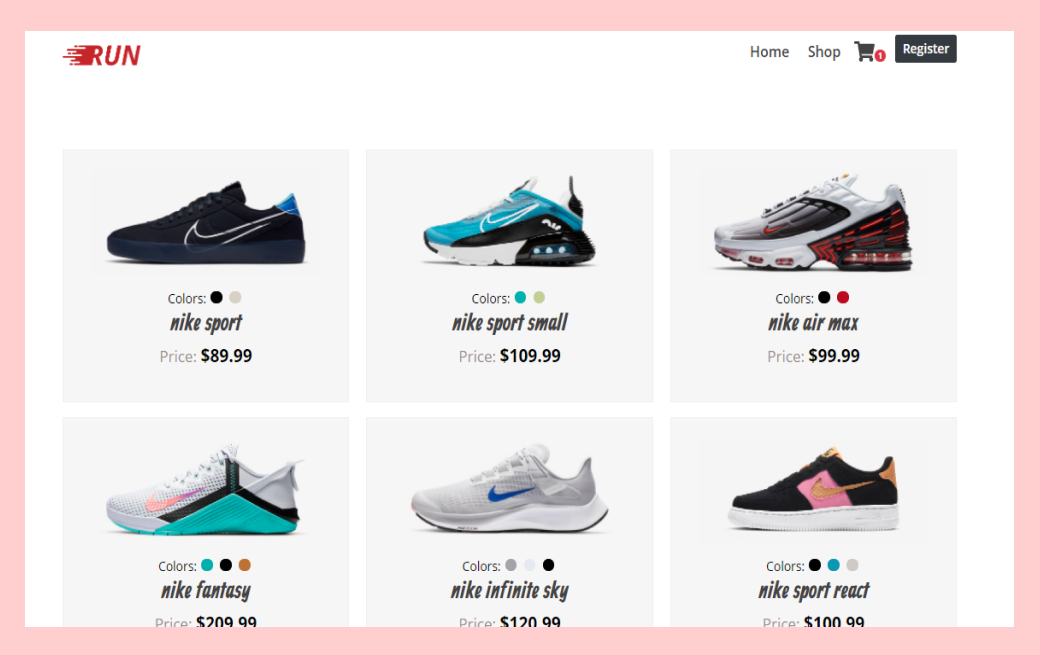 RUN
Home Shop 1 Register
Colors:
nike sport
Price: $89.99
Colors:
nike sport small
Price: $109.99
Colors:
nike air max
Price: $99.99
Colors:
nike fantasy
Price: $209.99
Colors:
nike infinite sky
Price: $120.99
Colors:
nike sport react
Price: $100.99